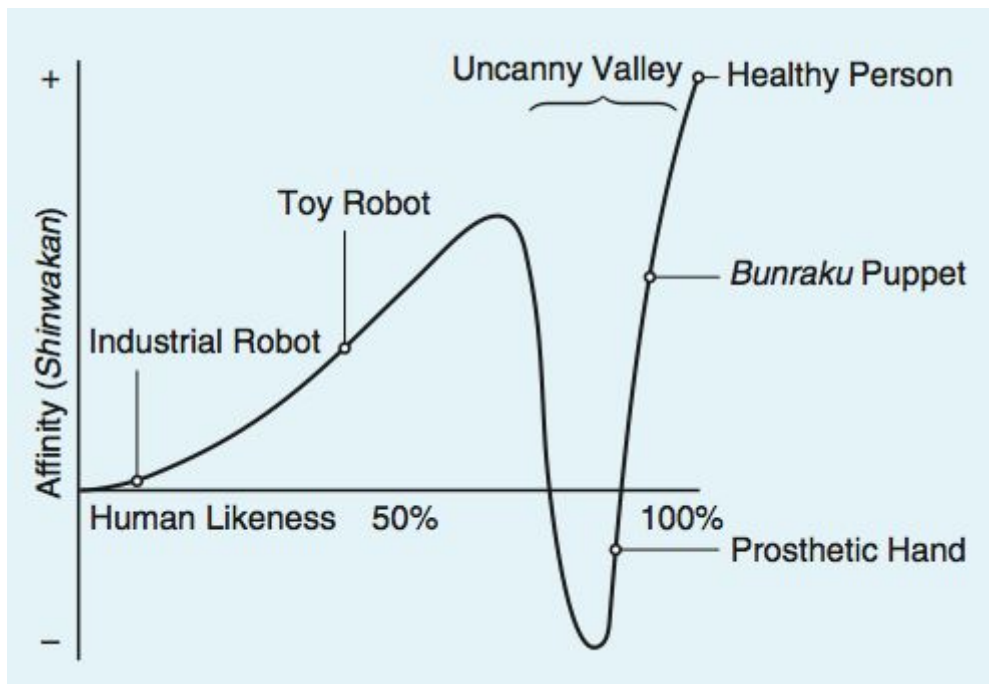 +
Uncanny Valley
Healthy Person
Toy Robot
Bunraku Puppet
Industrial Robot
Affinity (Shinwakan)
Human Likeness 50% 100%
Prosthetic Hand
–